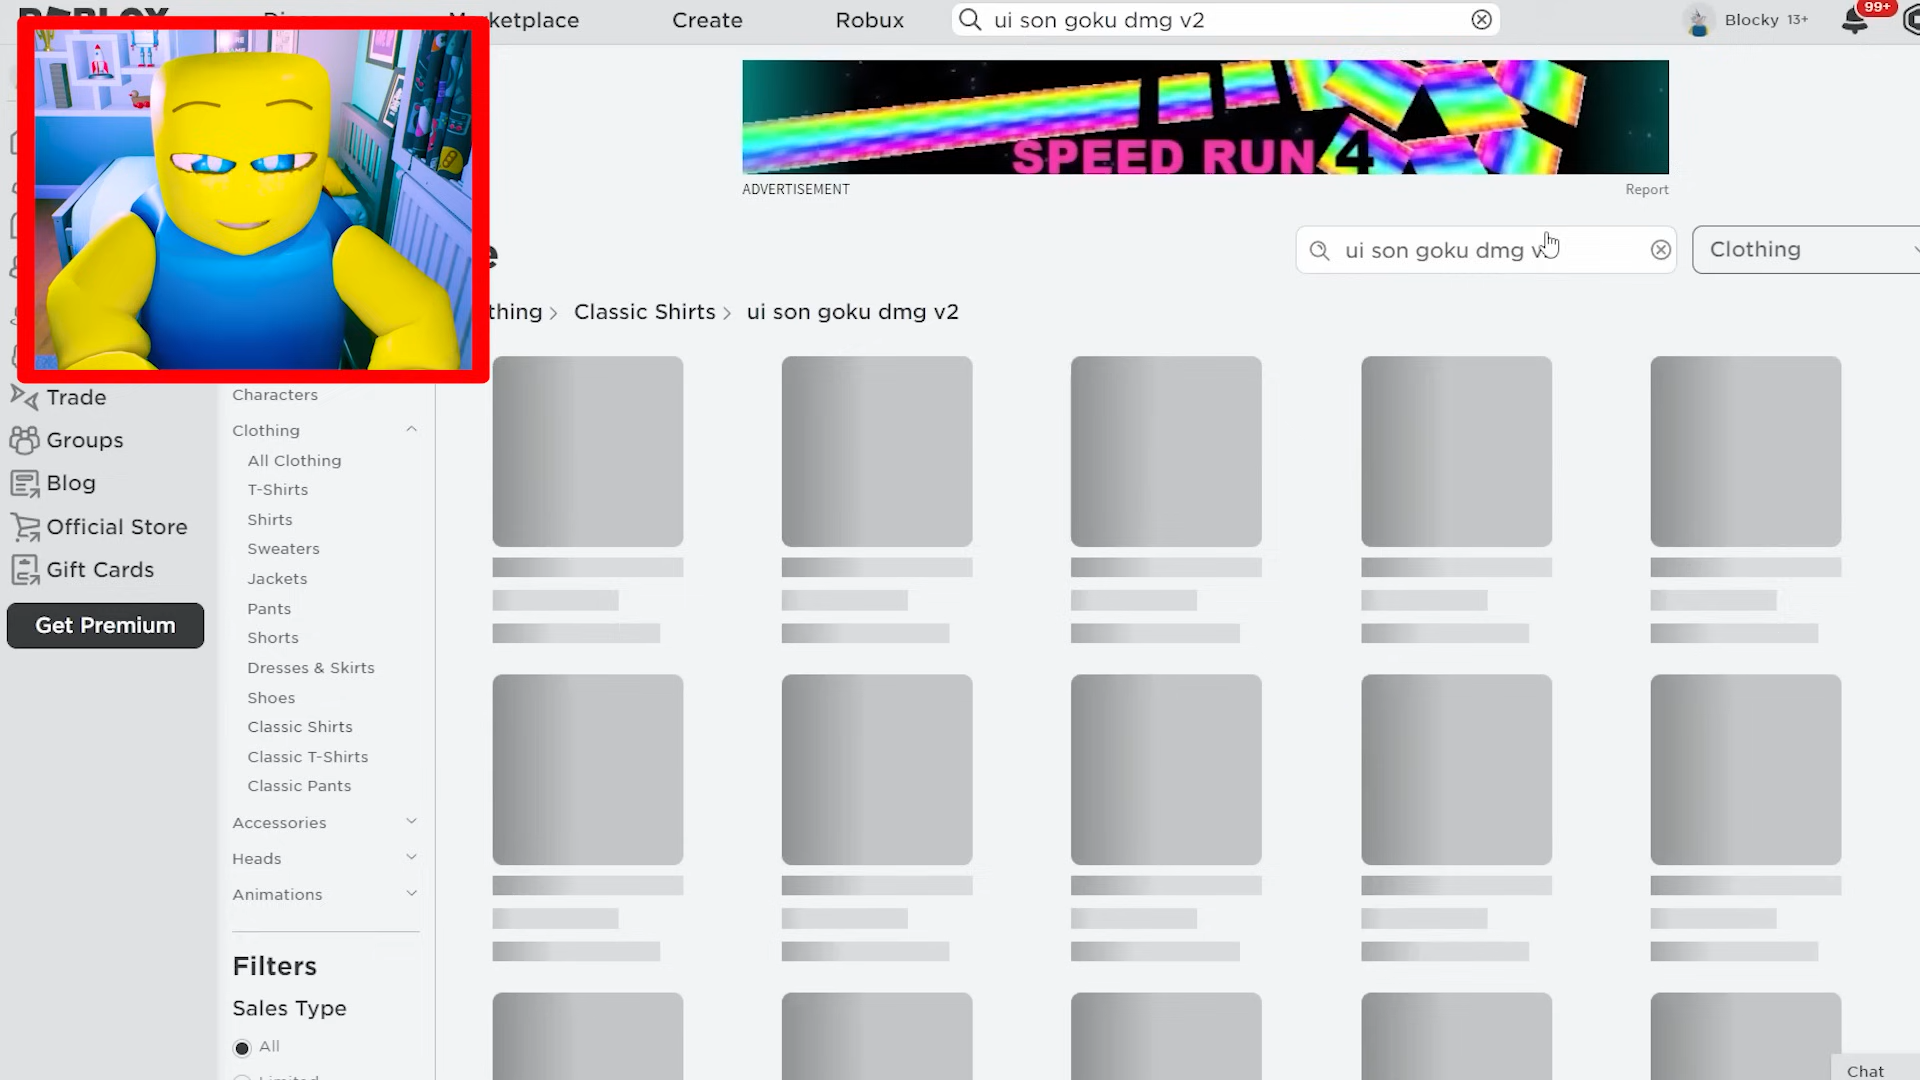 Marketplace
Create
Robux
ui son goku dmg v2
Blocky 13+
99+
SPEED RUN 4
ADVERTISEMENT
Report
ui son goku dmg
Clothing
Classic Shirts > ui son goku dmg v2
Trade
Groups
Blog
Official Store
Gift Cards
Get Premium
Characters
Clothing
All Clothing
T-Shirts
Shirts
Sweaters
Jackets
Pants
Shorts
Dresses & Skirts
Shoes
Classic Shirts
Classic T-Shirts
Classic Pants
Accessories
Heads
Animations
Filters
Sales Type
All
Limited
Chat